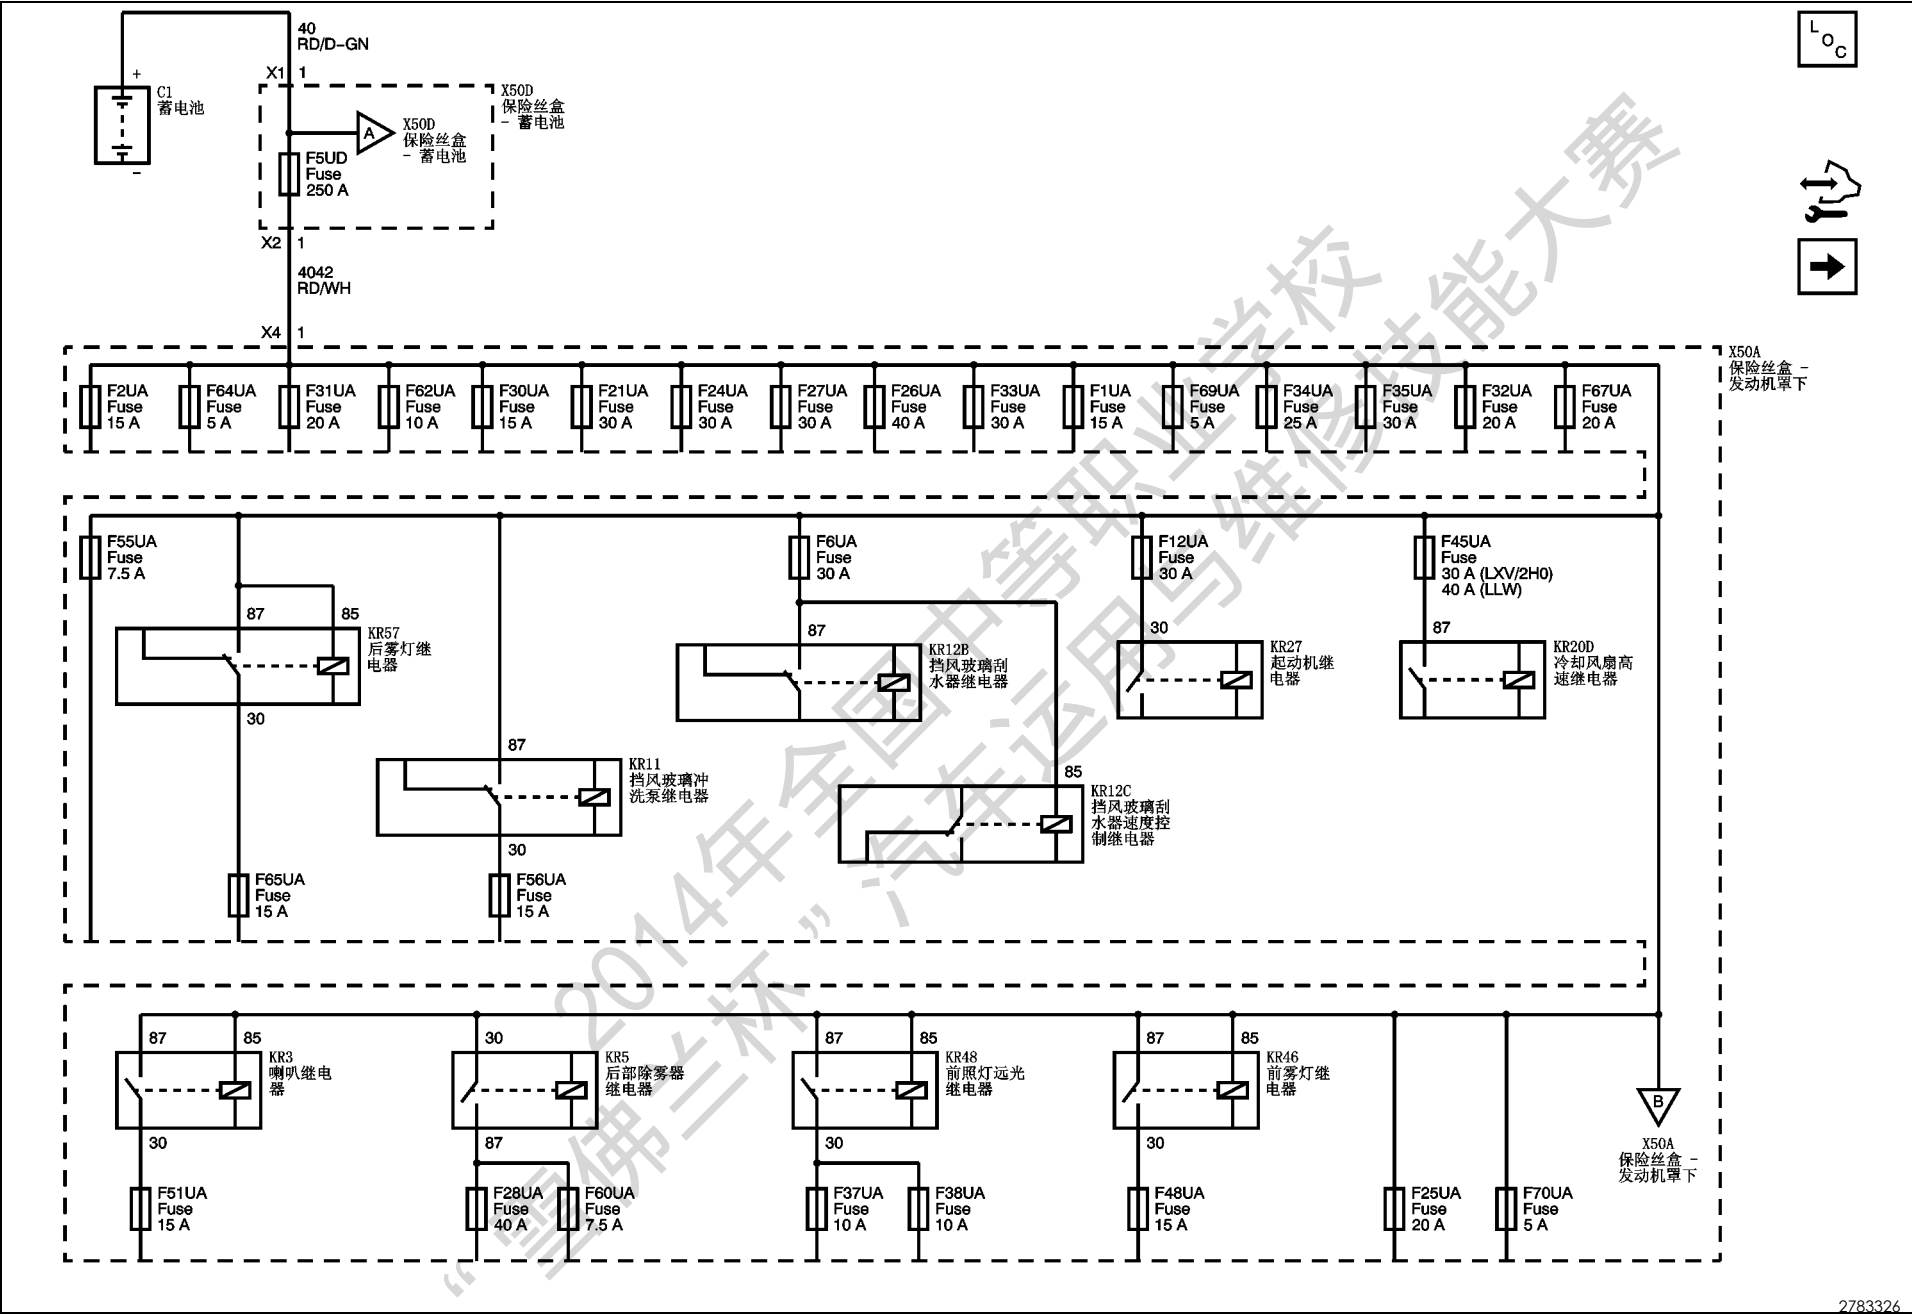 40
RD/D-GN
L
O
C
X1 1
+
C1
蓄电池
-
X50D
保险丝盒
- 蓄电池
A
X50D
保险丝盒
- 蓄电池
F5UD
Fuse
250 A
X2 1
4042
RD/WH
X4 1
X50A
保险丝盒 -
发动机罩下
F2UA
Fuse
15 A
F64UA
Fuse
5 A
F31UA
Fuse
20 A
F62UA
Fuse
10 A
F30UA
Fuse
15 A
F21UA
Fuse
30 A
F24UA
Fuse
30 A
F27UA
Fuse
30 A
F26UA
Fuse
40 A
F33UA
Fuse
30 A
F1UA
Fuse
15 A
F69UA
Fuse
5 A
F34UA
Fuse
25 A
F35UA
Fuse
30 A
F32UA
Fuse
20 A
F67UA
Fuse
20 A
F55UA
Fuse
7.5 A
F6UA
Fuse
30 A
F12UA
Fuse
30 A
F45UA
Fuse
30 A (LXV/2H0)
40 A (LLW)
87
85
KR57
后雾灯继
电器
30
87
KR12B
挡风玻璃刮
水器继电器
30
KR27
起动机继
电器
87
KR20D
冷却风扇高
速继电器
87
KR11
挡风玻璃冲
洗泵继电器
30
85
KR12C
挡风玻璃刮
水器速度控
制继电器
F65UA
Fuse
15 A
F56UA
Fuse
15 A
87
85
KR3
喇叭继电
器
30
30
KR5
后部除雾器
继电器
87
87
85
KR48
前照灯远光
继电器
30
87
85
KR46
前雾灯继
电器
30
B
X50A
保险丝盒 -
发动机罩下
F51UA
Fuse
15 A
F28UA
Fuse
40 A
F60UA
Fuse
7.5 A
F37UA
Fuse
10 A
F38UA
Fuse
10 A
F48UA
Fuse
15 A
F25UA
Fuse
20 A
F70UA
Fuse
5 A
2783326
2014年全国中等职业学校
“雪佛兰杯”汽车运用与维修技能大赛